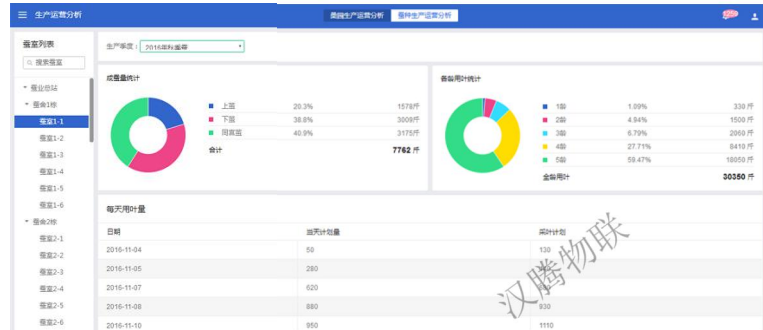 生产运营分析
桑园生产运营分析 蚕种生产运营分析
蚕室列表
搜索蚕室
蚕业总站
蚕舍1栋
蚕室1-1
蚕室1-2
蚕室1-3
蚕室1-4
蚕室1-5
蚕室1-6
蚕舍2栋
蚕室2-1
蚕室2-2
蚕室2-3
蚕室2-4
蚕室2-5
蚕室2-6
生产季度: 2016年秋季蚕
成茧量统计
上茧 20.3% 1578斤
下茧 38.8% 3009斤
同宫茧 40.9% 3175斤
合计 7762 斤
各龄用叶统计
1龄 1.09% 330 斤
2龄 4.94% 1500 斤
3龄 6.79% 2060 斤
4龄 27.71% 8410 斤
5龄 59.47% 18050 斤
全龄用叶 30350 斤
每天用叶量
日期 当天计划量 采叶计划
2016-11-04 50 130
2016-11-05 280
2016-11-07 620
2016-11-08 880 930
2016-11-10 950 1110
汉腾物联